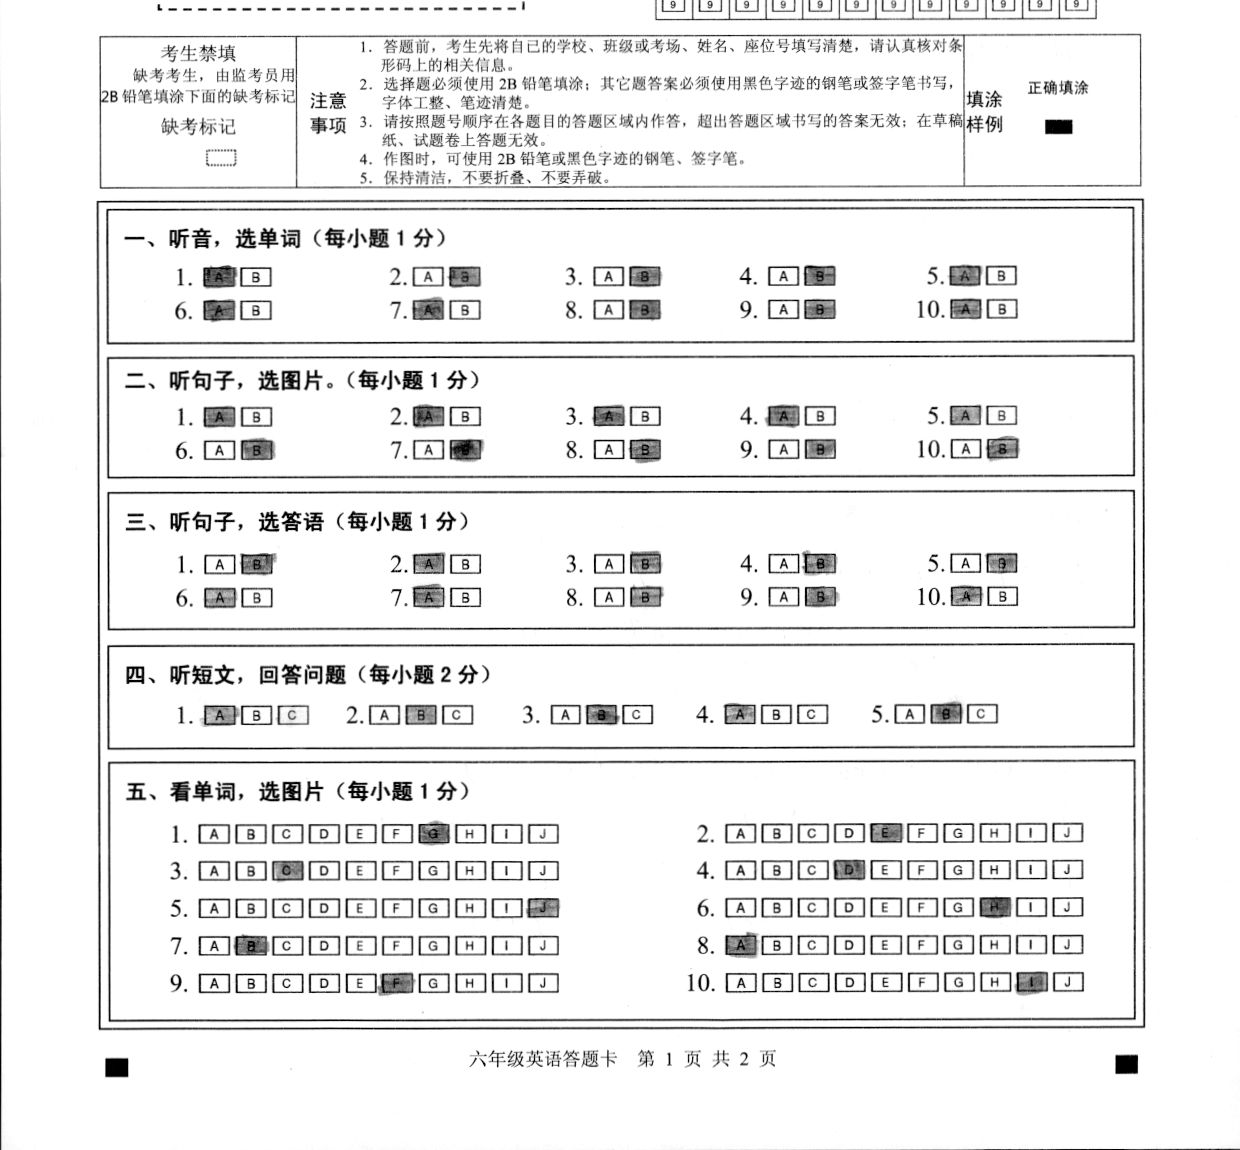 9 9 9 9 9 9 9 9 9 9 9 9
考生禁填
缺考考生，由监考员用
2B 铅笔填涂下面的缺考标记
缺考标记
注意
事项
1．答题前，考生先将自已的学校、班级或考场、姓名、座位号填写清楚，请认真核对条
形码上的相关信息。
2．选择题必须使用 2B 铅笔填涂；其它题答案必须使用黑色字迹的钢笔或签字笔书写，
字体工整、笔迹清楚。
3．请按照题号顺序在各题目的答题区域内作答，超出答题区域书写的答案无效；在草稿
纸、试题卷上答题无效。
4．作图时，可使用 2B 铅笔或黑色字迹的钢笔、签字笔。
5．保持清洁，不要折叠、不要弄破。
填涂
样例
正确填涂
一、听音，选单词（每小题 1 分）
1. A B 2. A B 3. A B 4. A B 5. A B
6. A B 7. A B 8. A B 9. A B 10. A B
二、听句子，选图片。（每小题 1 分）
1. A B 2. A B 3. A B 4. A B 5. A B
6. A B 7. A B 8. A B 9. A B 10. A B
三、听句子，选答语（每小题 1 分）
1. A B 2. A B 3. A B 4. A B 5. A B
6. A B 7. A B 8. A B 9. A B 10. A B
四、听短文，回答问题（每小题 2 分）
1. A B C 2. A B C 3. A B C 4. A B C 5. A B C
五、看单词，选图片（每小题 1 分）
1. A B C D E F G H I J 2. A B C D E F G H I J
3. A B C D E F G H I J 4. A B C D E F G H I J
5. A B C D E F G H I J 6. A B C D E F G H I J
7. A B C D E F G H I J 8. A B C D E F G H I J
9. A B C D E F G H I J 10. A B C D E F G H I J
六年级英语答题卡 第 1 页 共 2 页